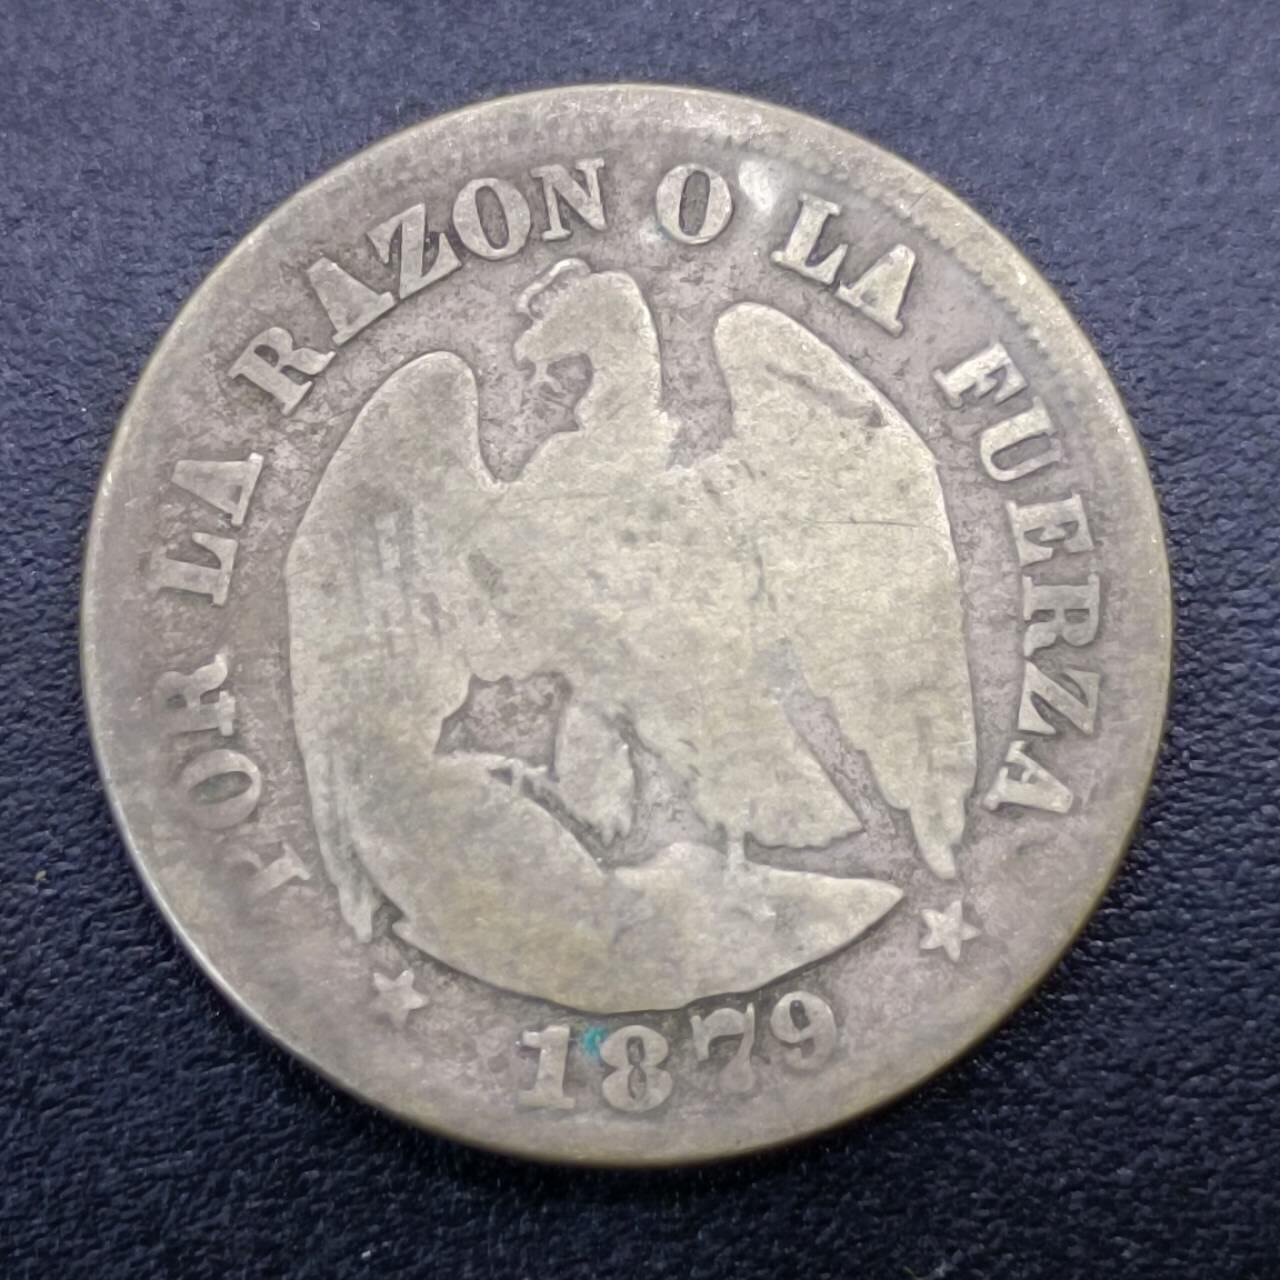 POR LA RAZON O LA FUERZA
1879